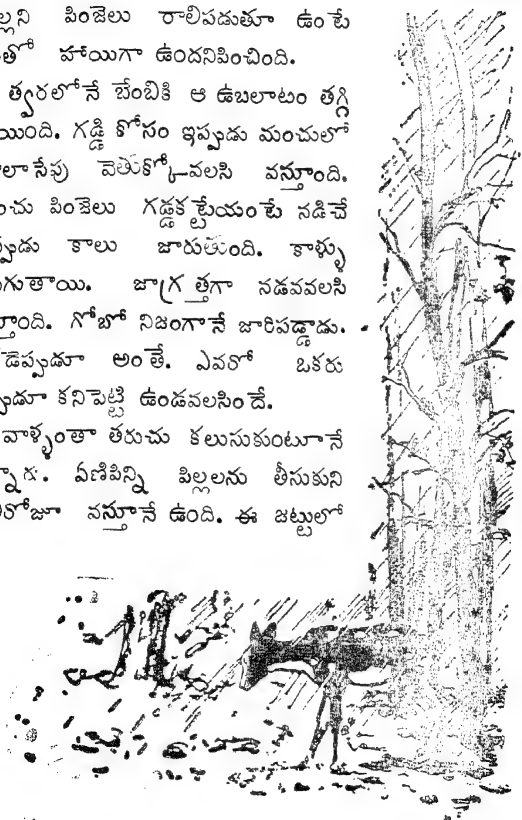 ల్లని పింజెలు రాలిపడుతూ ఉంటే
తో హాయిగా ఉందనిపించింది.
త్వరలోనే బేంబికి ఆ ఉబలాటం తగ్గి
యింది. గడ్డి కోసం ఇప్పుడు మంచులో
లాసేపు వెతుక్కోవలసి వస్తూంది.
ంచు పింజెలు గడ్డకట్టేయంటే నడిచే
ప్పుడు కాలు జారుతుంది. కాళ్ళు
గుతాయి. జాగ్రత్తగా నడవవలసి
స్తూంది. గోబో నిజంగానే జారిపడ్డాడు.
డెప్పుడూ అంతే. ఎవరో ఒకరు
ప్పుడూ కనిపెట్టి ఉండవలసిందే.
వాళ్ళంతా తరుచు కలుసుకుంటూనే
న్నారు. ఏణిపిన్ని పిల్లలను తీసుకుని
రోజూ వస్తూనే ఉంది. ఈ జట్టులో